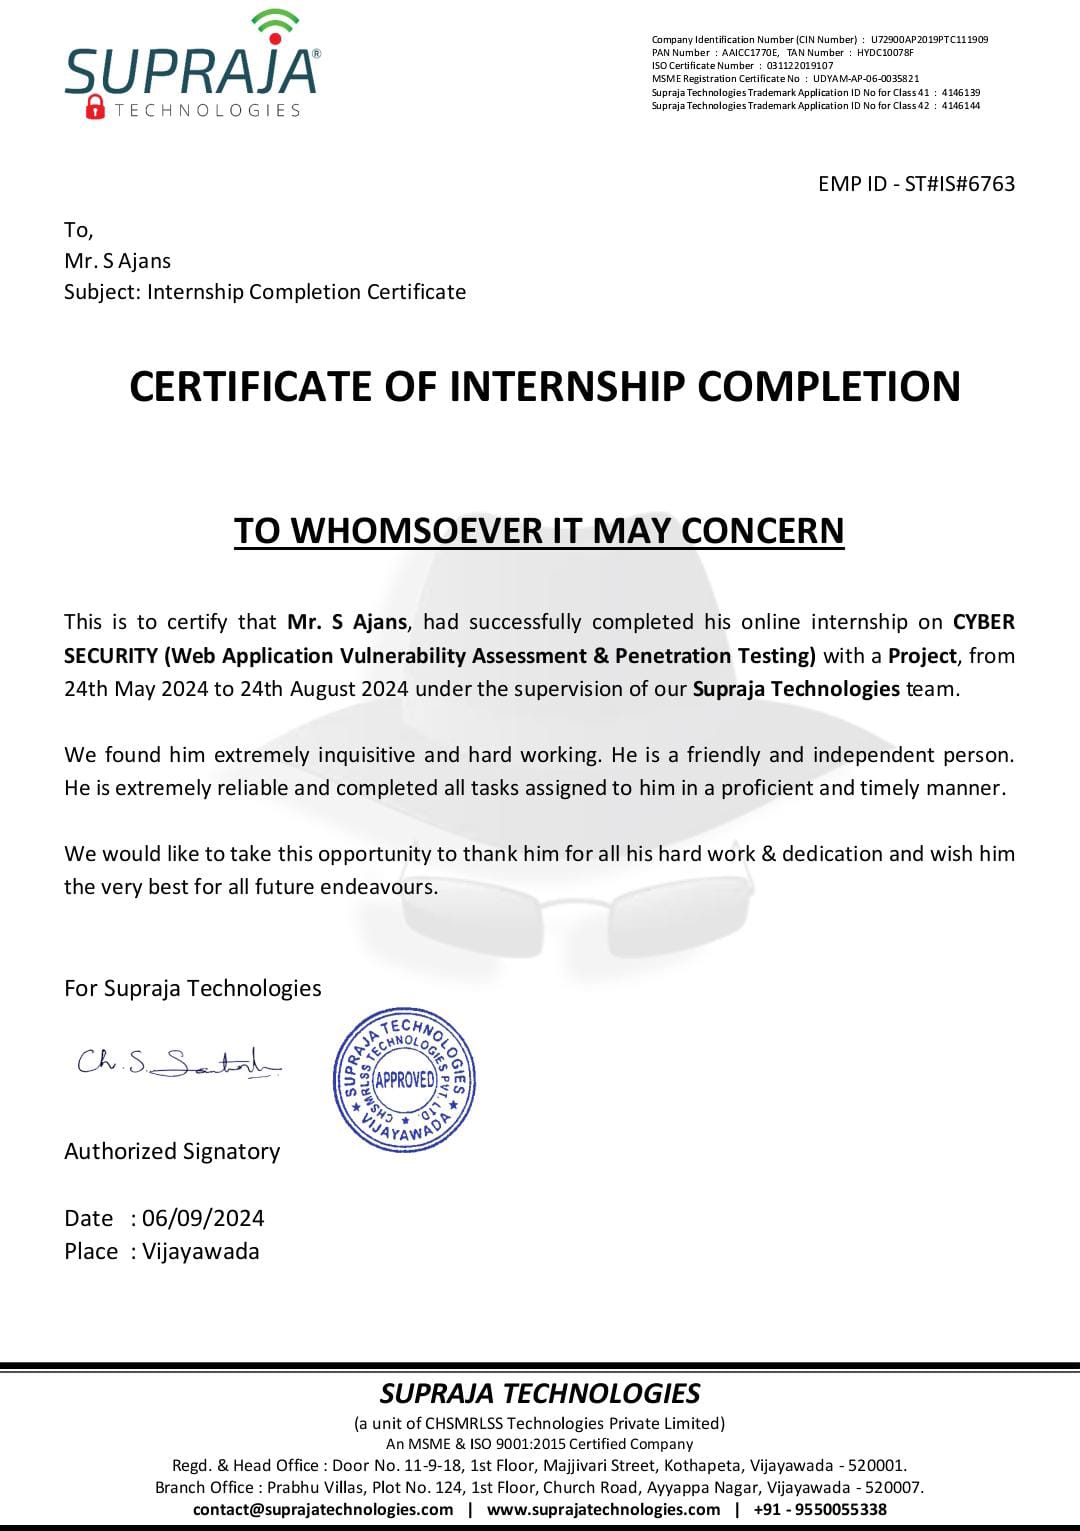 SUPRAJA®
TECHNOLOGIES
Company Identification Number (CIN Number) : U72900AP2019PTC111909
PAN Number : AAICC1770E, TAN Number : HYDC10078F
ISO Certificate Number : 031122019107
MSME Registration Certificate No : UDYAM-AP-06-0035821
Supraja Technologies Trademark Application ID No for Class 41 : 4146139
Supraja Technologies Trademark Application ID No for Class 42 : 4146144
EMP ID - ST#IS#6763
To,
Mr. S Ajans
Subject: Internship Completion Certificate
CERTIFICATE OF INTERNSHIP COMPLETION
TO WHOMSOEVER IT MAY CONCERN
This is to certify that Mr. S Ajans, had successfully completed his online internship on CYBER
SECURITY (Web Application Vulnerability Assessment & Penetration Testing) with a Project, from
24th May 2024 to 24th August 2024 under the supervision of our Supraja Technologies team.
We found him extremely inquisitive and hard working. He is a friendly and independent person.
He is extremely reliable and completed all tasks assigned to him in a proficient and timely manner.
We would like to take this opportunity to thank him for all his hard work & dedication and wish him
the very best for all future endeavours.
For Supraja Technologies
Ch. S. Santosh
SUPRAJA TECHNOLOGIES
CHSMRLSS TECHNOLOGIES PVT. LTD.
APPROVED
VIJAYAWADA
Authorized Signatory
Date : 06/09/2024
Place : Vijayawada
SUPRAJA TECHNOLOGIES
(a unit of CHSMRLSS Technologies Private Limited)
An MSME & ISO 9001:2015 Certified Company
Regd. & Head Office : Door No. 11-9-18, 1st Floor, Majjivari Street, Kothapeta, Vijayawada - 520001.
Branch Office : Prabhu Villas, Plot No. 124, 1st Floor, Church Road, Ayyappa Nagar, Vijayawada - 520007.
contact@suprajatechnologies.com | www.suprajatechnologies.com | +91 - 9550055338